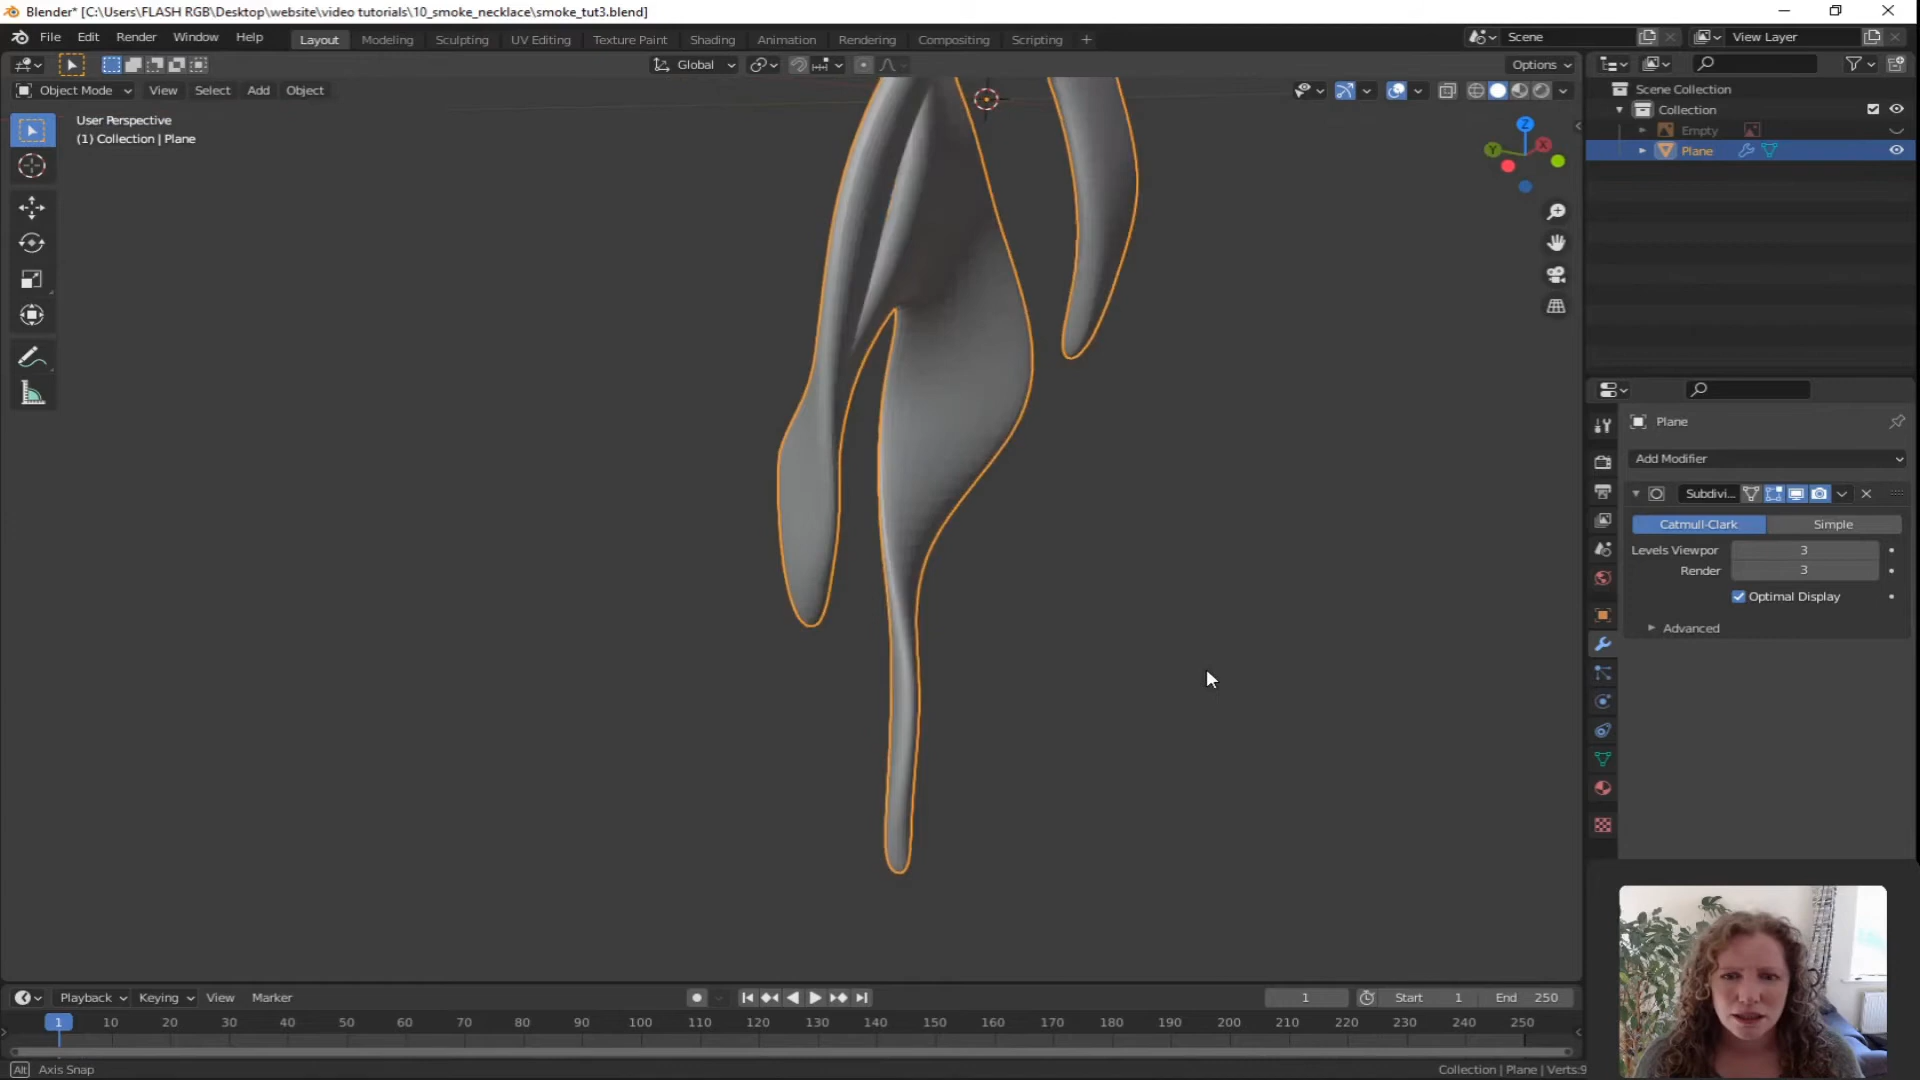 Blender* [C:\Users\FLASH RGB\Desktop\website\video tutorials\10_smoke_necklace\smoke_tut3.blend]
File Edit Render Window Help Layout Modeling Sculpting UV Editing Texture Paint Shading Animation Rendering Compositing Scripting + Scene View Layer
Global Options
Object Mode View Select Add Object
User Perspective
(1) Collection | Plane
Z
Y
X
Scene Collection
Collection
Empty
Plane
Plane
Add Modifier
Subdivi...
Catmull-Clark Simple
Levels Viewpor 3
Render 3
Optimal Display
Advanced
Playback Keying View Marker 1 Start 1 End 250
1 10 20 30 40 50 60 70 80 90 100 110 120 130 140 150 160 170 180 190 200 210 220 230 240 250
Alt Axis Snap Collection | Plane | Verts:9